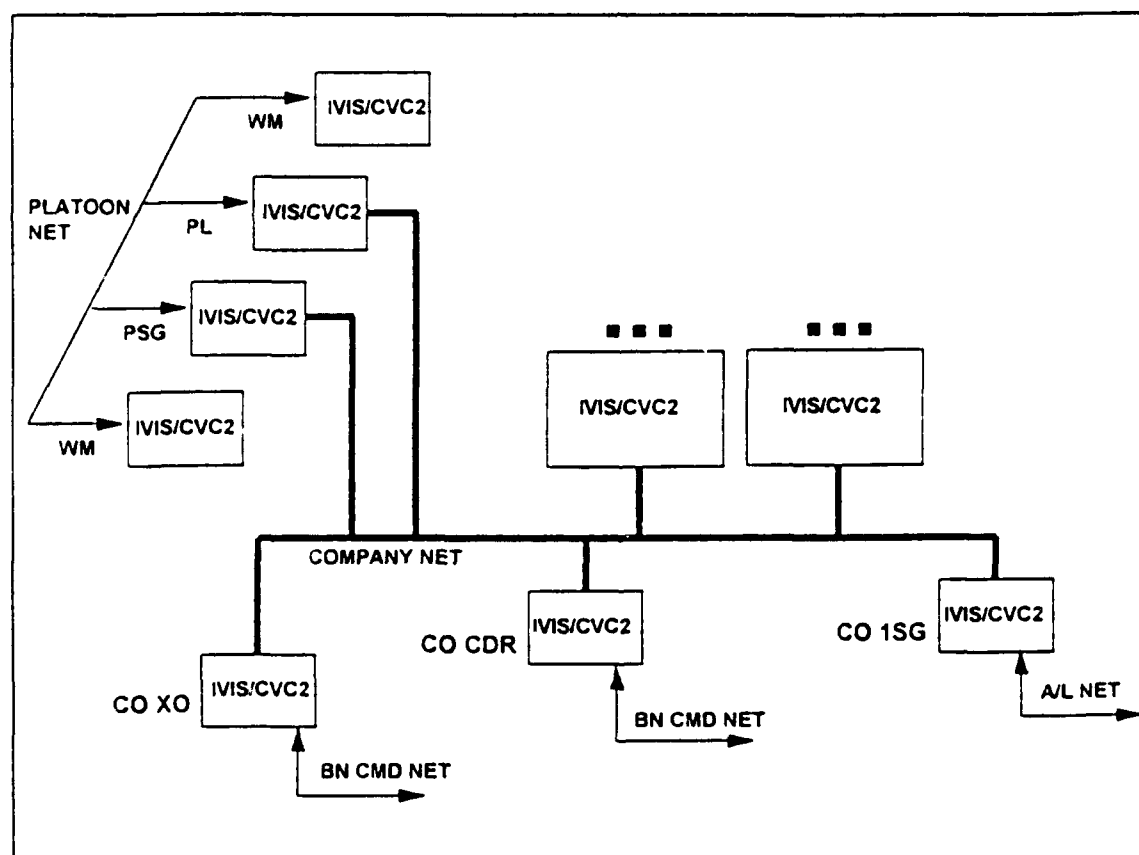 IVIS/CVC2
WM
PLATOON
NET
IVIS/CVC2
PL
IVIS/CVC2
PSG
IVIS/CVC2
WM
IVIS/CVC2
IVIS/CVC2
COMPANY NET
CO XO
IVIS/CVC2
BN CMD NET
CO CDR
IVIS/CVC2
BN CMD NET
CO 1SG
IVIS/CVC2
A/L NET